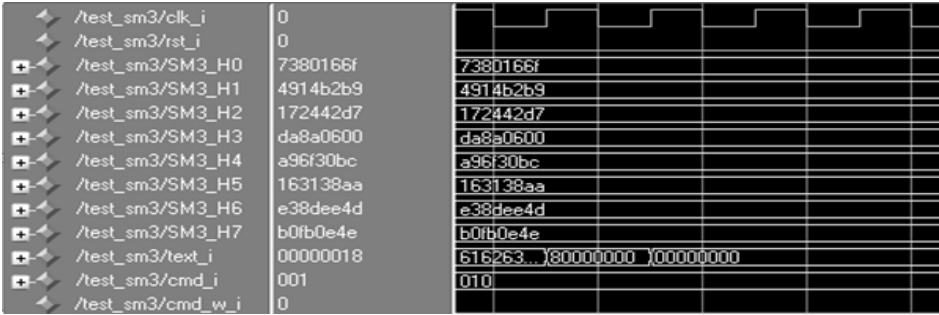 /test_sm3/clk_i 0
/test_sm3/rst_i 0
/test_sm3/SM3_H0 7380166f 7380166f
/test_sm3/SM3_H1 4914b2b9 4914b2b9
/test_sm3/SM3_H2 172442d7 172442d7
/test_sm3/SM3_H3 da8a0600 da8a0600
/test_sm3/SM3_H4 a96f30bc a96f30bc
/test_sm3/SM3_H5 163138aa 163138aa
/test_sm3/SM3_H6 e38dee4d e38dee4d
/test_sm3/SM3_H7 b0fb0e4e b0fb0e4e
/test_sm3/text_i 00000018 616263... 80000000 00000000
/test_sm3/cmd_i 001 010
/test_sm3/cmd_w_i 0